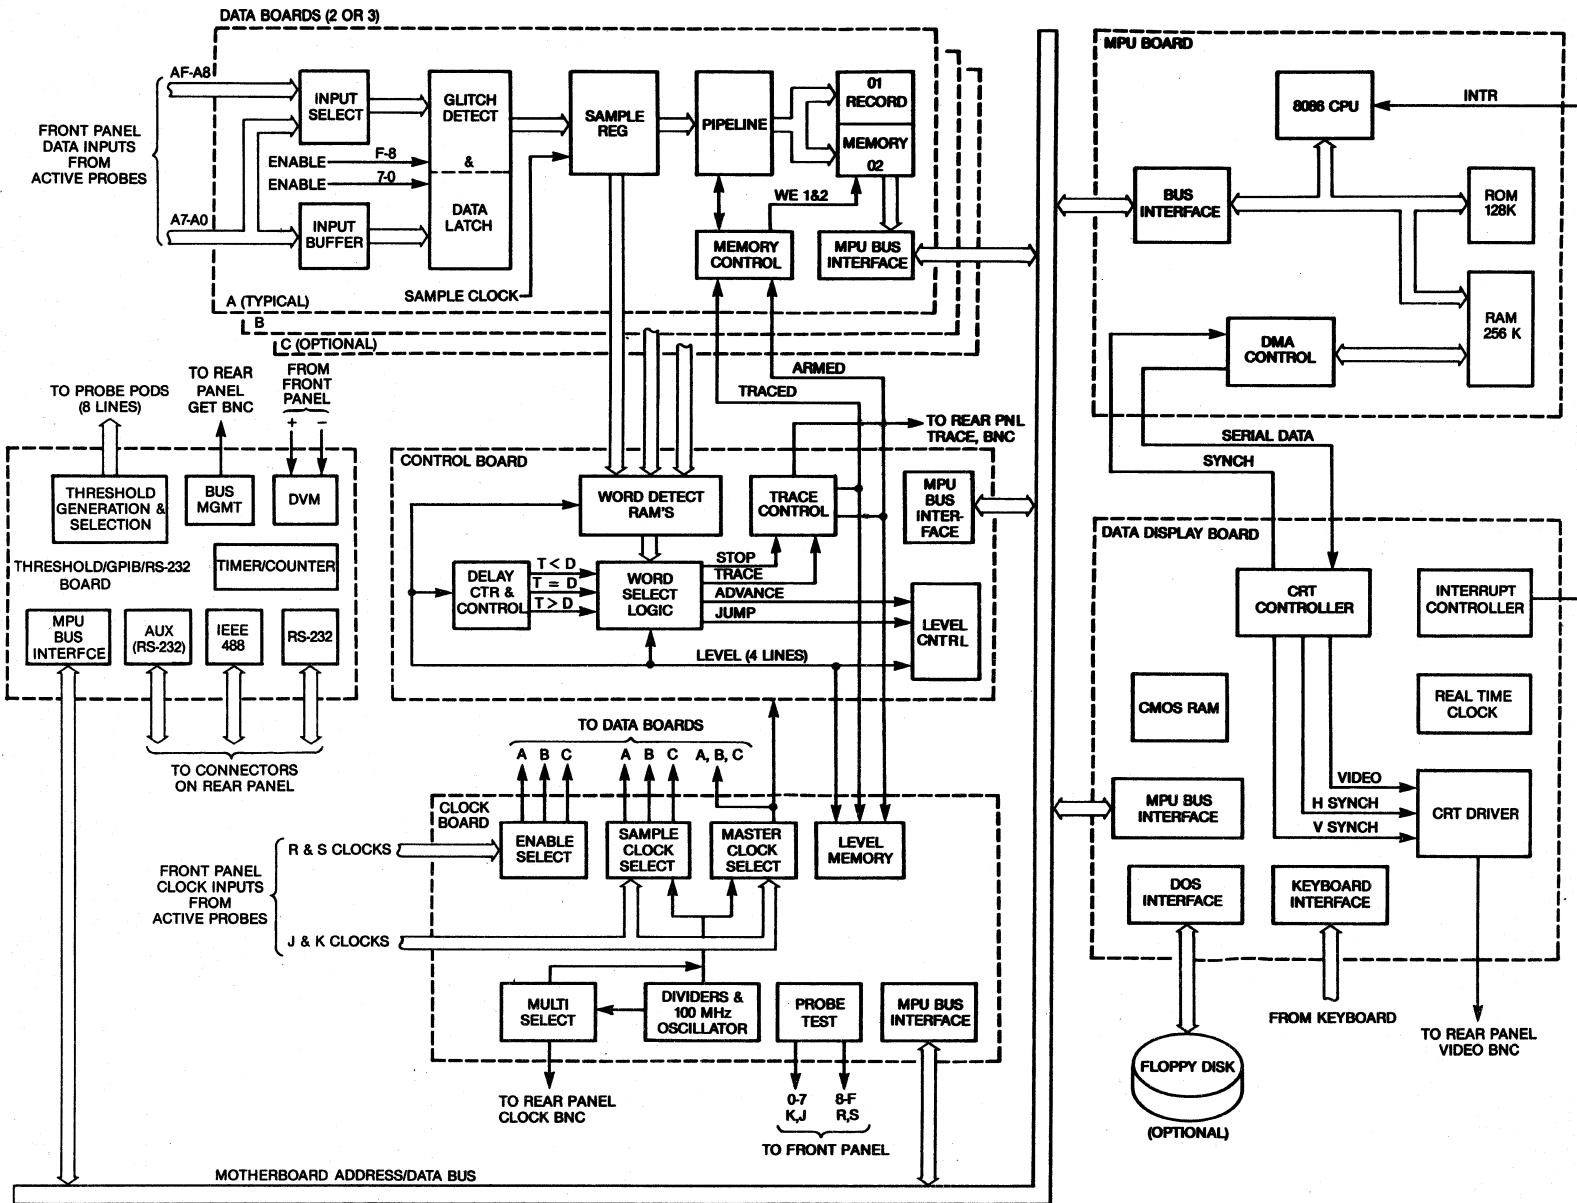 DATA BOARDS (2 OR 3)
AF-A8
FRONT PANEL
DATA INPUTS
FROM
ACTIVE PROBES
A7-A0
INPUT
SELECT
ENABLE
F-8
ENABLE
7-0
INPUT
BUFFER
GLITCH
DETECT
&
DATA
LATCH
SAMPLE
REG
PIPELINE
01
RECORD
MEMORY
02
WE 1&2
MEMORY
CONTROL
MPU BUS
INTERFACE
SAMPLE CLOCK
A (TYPICAL)
B
C (OPTIONAL)
ARMED
TRACED
MPU BOARD
8086 CPU
INTR
BUS
INTERFACE
ROM
128K
RAM
256 K
DMA
CONTROL
SERIAL DATA
SYNCH
TO PROBE PODS
(8 LINES)
TO REAR
PANEL
GET BNC
FROM
FRONT
PANEL
+ −
THRESHOLD
GENERATION &
SELECTION
BUS
MGMT
DVM
THRESHOLD/GPIB/RS-232
BOARD
TIMER/COUNTER
MPU
BUS
INTERFCE
AUX
(RS-232)
IEEE
488
RS-232
TO CONNECTORS
ON REAR PANEL
CONTROL BOARD
TO REAR PNL
TRACE, BNC
WORD DETECT
RAM'S
TRACE
CONTROL
MPU
BUS
INTER-
FACE
DELAY
CTR &
CONTROL
T < D
T = D
T > D
WORD
SELECT
LOGIC
STOP
TRACE
ADVANCE
JUMP
LEVEL
CNTRL
LEVEL (4 LINES)
TO DATA BOARDS
A B C A B C A, B, C
CLOCK
BOARD
ENABLE
SELECT
SAMPLE
CLOCK
SELECT
MASTER
CLOCK
SELECT
LEVEL
MEMORY
R & S CLOCKS
FRONT PANEL
CLOCK INPUTS
FROM
ACTIVE PROBES
J & K CLOCKS
MULTI
SELECT
DIVIDERS &
100 MHz
OSCILLATOR
PROBE
TEST
MPU BUS
INTERFACE
TO REAR PANEL
CLOCK BNC
0-7
K,J
8-F
R,S
TO FRONT PANEL
MOTHERBOARD ADDRESS/DATA BUS
DATA DISPLAY BOARD
CRT
CONTROLLER
INTERRUPT
CONTROLLER
CMOS RAM
REAL TIME
CLOCK
MPU BUS
INTERFACE
VIDEO
H SYNCH
V SYNCH
CRT DRIVER
DOS
INTERFACE
KEYBOARD
INTERFACE
FROM KEYBOARD
TO REAR PANEL
VIDEO BNC
FLOPPY DISK
(OPTIONAL)